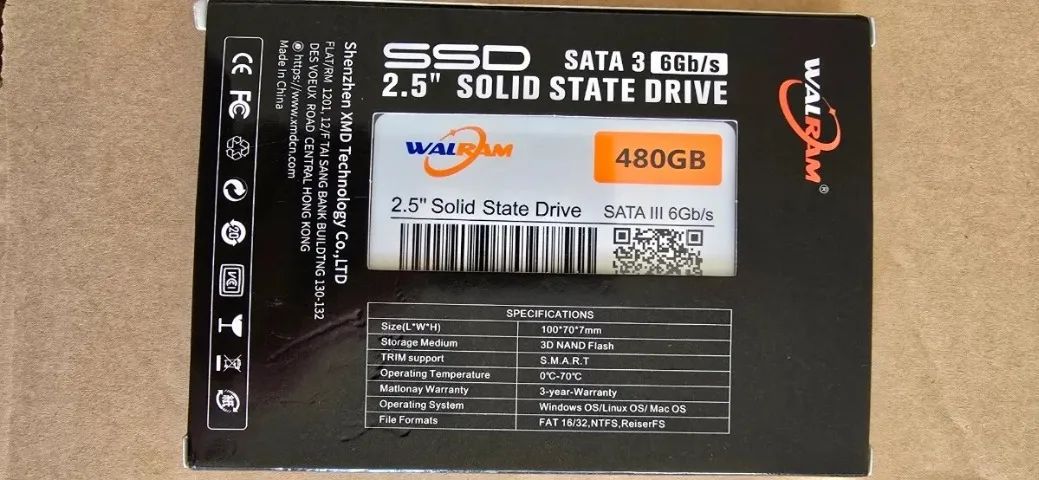 SSD SATA 3 6Gb/s
2.5" SOLID STATE DRIVE
WALRAM®
WALRAM
480GB
2.5" Solid State Drive SATA III 6Gb/s
SPECIFICATIONS
Size(L*W*H) 100*70*7mm
Storage Medium 3D NAND Flash
TRIM support S.M.A.R.T
Operating Temperature 0℃-70℃
Matlonay Warranty 3-year-Warranty
Operating System Windows OS/Linux OS/ Mac OS
File Formats FAT 16/32,NTFS,ReiserFS
Shenzhen XMD Technology Co.,LTD
FLAT/RM 1201,12/F TAI SANG BANK BUILDTNG 130-132
DES VOEUX ROAD CENTRAL HONG KONG
https://www.xmdcn.com
Made In China
CE FC 20